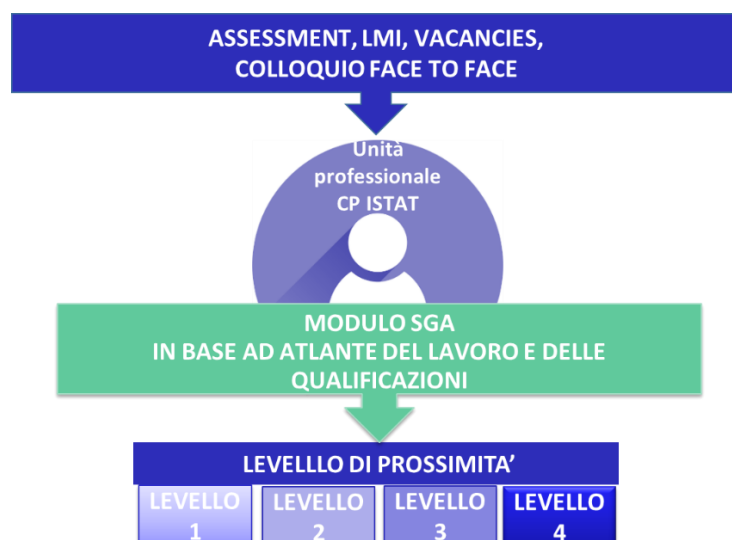 ASSESSMENT, LMI, VACANCIES,
COLLOQUIO FACE TO FACE
Unità
professionale
CP ISTAT
MODULO SGA
IN BASE AD ATLANTE DEL LAVORO E DELLE
QUALIFICAZIONI
LEVELLLO DI PROSSIMITA’
LEVELLO LEVELLO LEVELLO LEVELLO
1 2 3 4